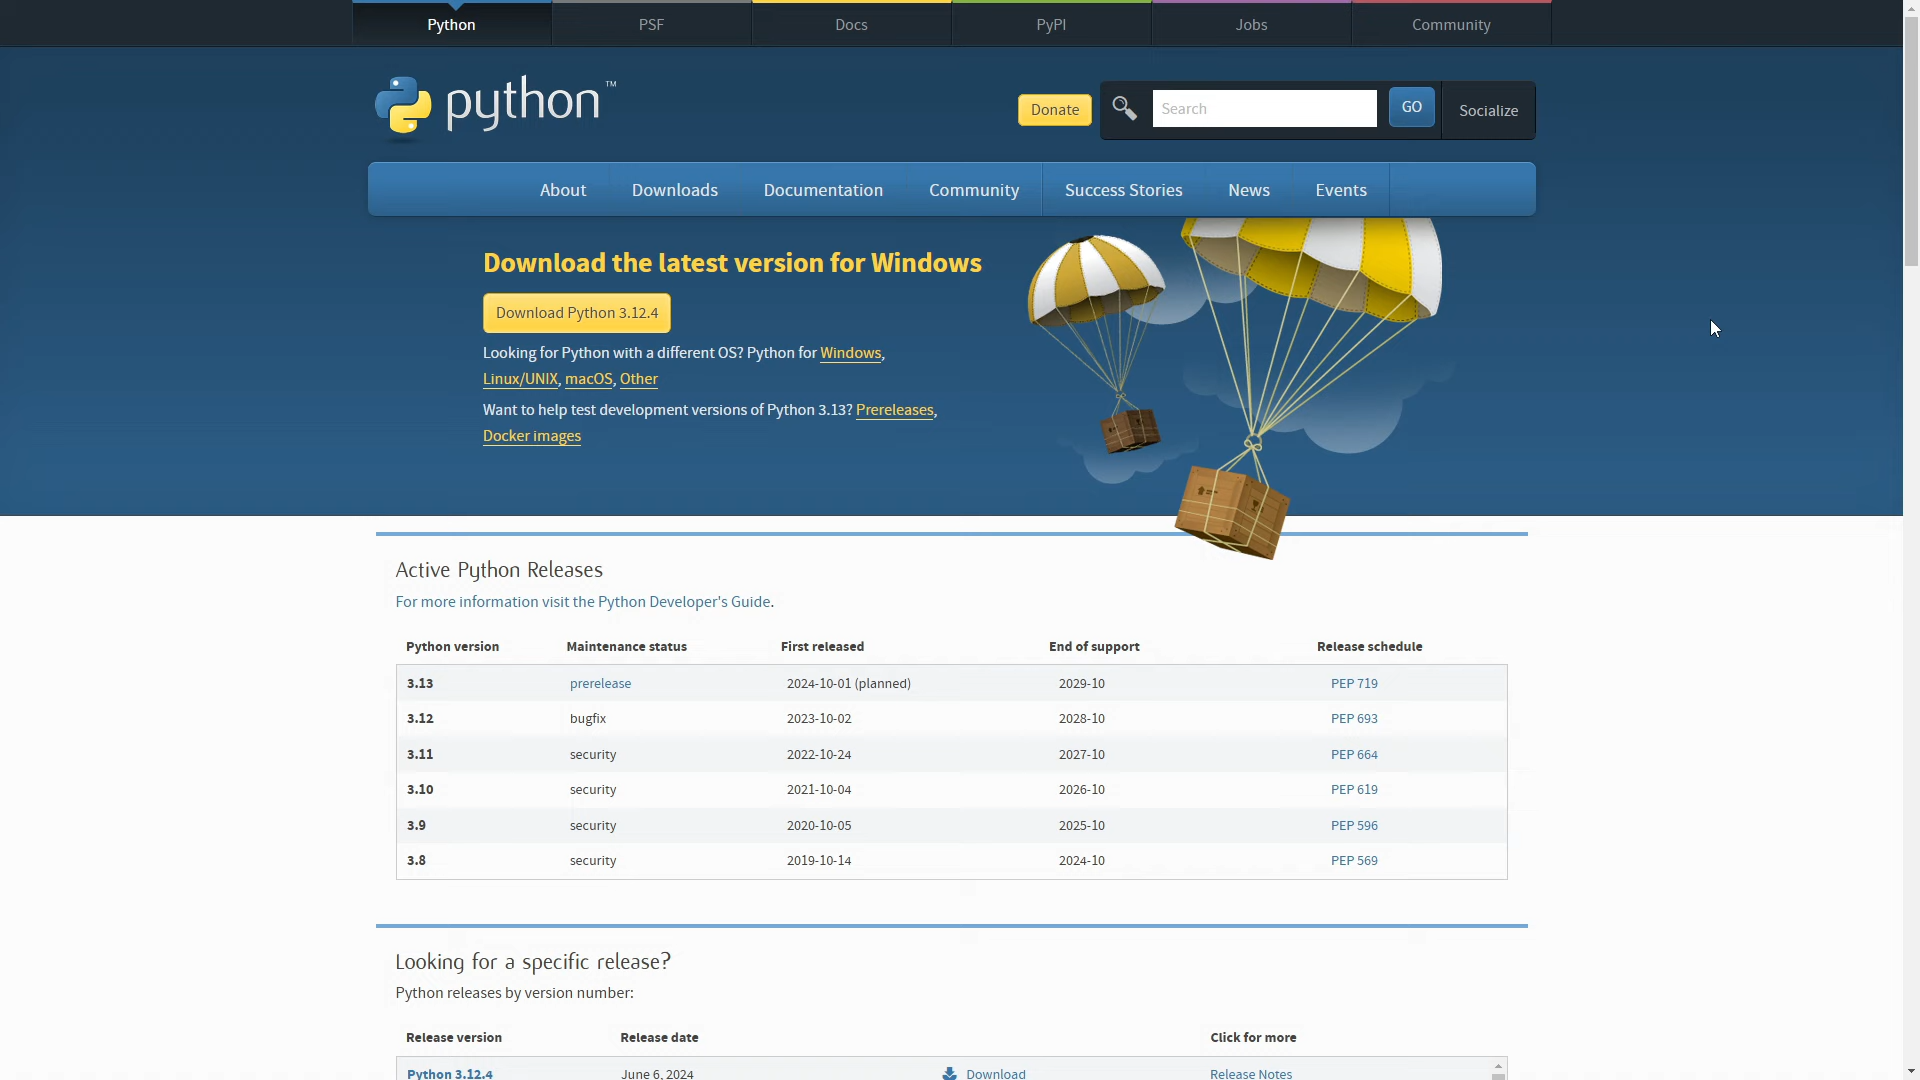 Python PSF Docs PyPI Jobs Community
python™
Donate Search GO Socialize
About Downloads Documentation Community Success Stories News Events
Download the latest version for Windows
Download Python 3.12.4
Looking for Python with a different OS? Python for Windows,
Linux/UNIX, macOS, Other
Want to help test development versions of Python 3.13? Prereleases,
Docker images
Active Python Releases
For more information visit the Python Developer's Guide.
Python version Maintenance status First released End of support Release schedule
3.13 prerelease 2024-10-01 (planned) 2029-10 PEP 719
3.12 bugfix 2023-10-02 2028-10 PEP 693
3.11 security 2022-10-24 2027-10 PEP 664
3.10 security 2021-10-04 2026-10 PEP 619
3.9 security 2020-10-05 2025-10 PEP 596
3.8 security 2019-10-14 2024-10 PEP 569
Looking for a specific release?
Python releases by version number:
Release version Release date Click for more
Python 3.12.4 June 6, 2024 Download Release Notes